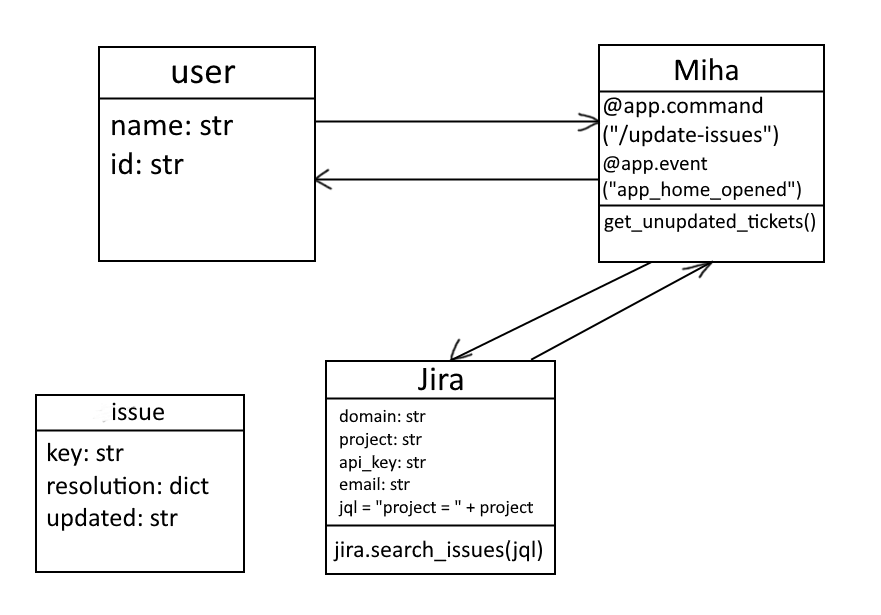 user
name: str
id: str
Miha
@app.command
("/update-issues")
@app.event
("app_home_opened")
get_unupdated_tickets()
Jira
domain: str
project: str
api_key: str
email: str
jql = "project = " + project
jira.search_issues(jql)
issue
key: str
resolution: dict
updated: str